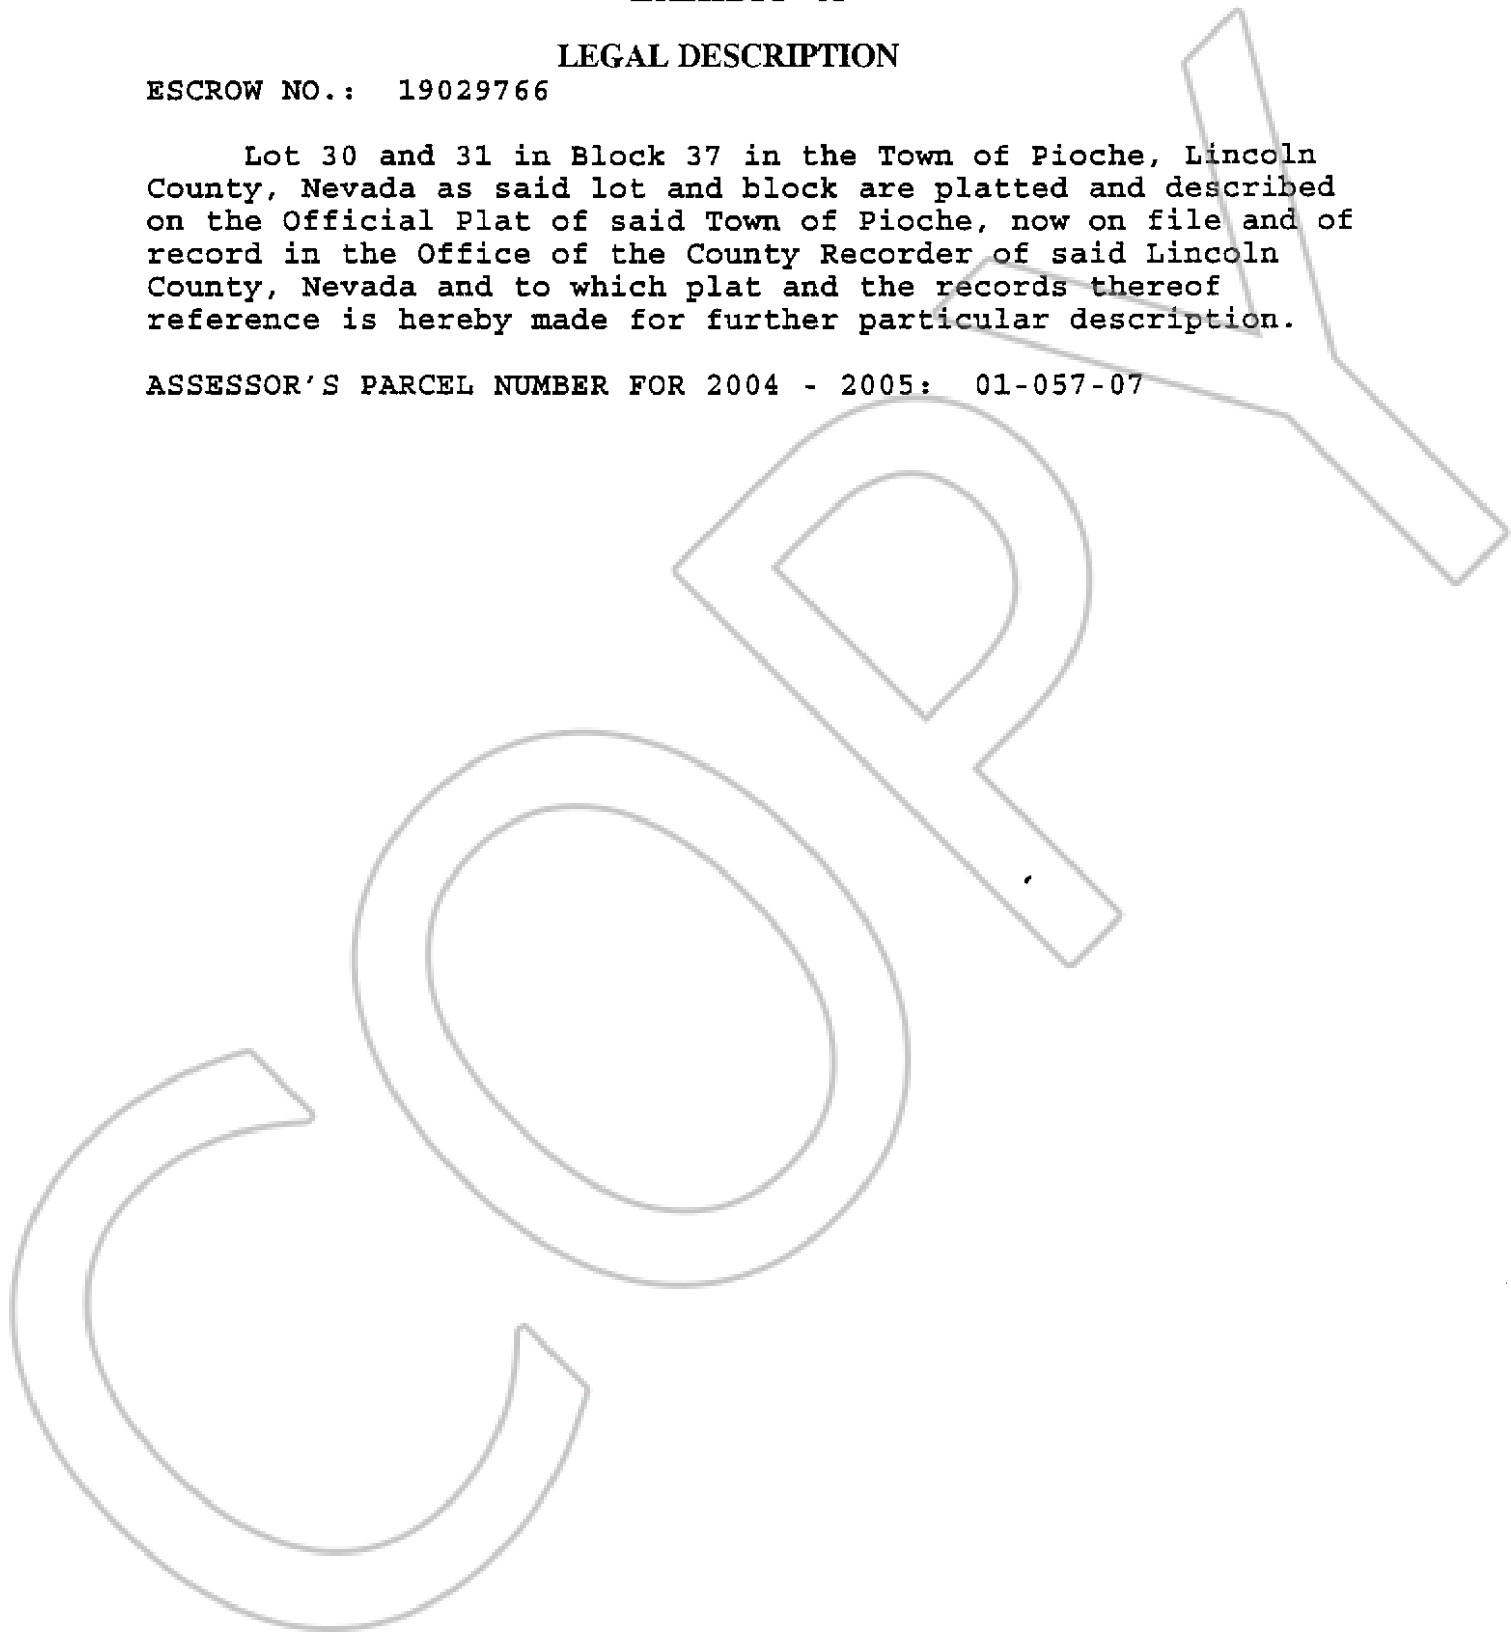 LEGAL DESCRIPTION
ESCROW NO.: 19029766
Lot 30 and 31 in Block 37 in the Town of Pioche, Lincoln
County, Nevada as said lot and block are platted and described
on the Official Plat of said Town of Pioche, now on file and of
record in the Office of the County Recorder of said Lincoln
County, Nevada and to which plat and the records thereof
reference is hereby made for further particular description.
ASSESSOR'S PARCEL NUMBER FOR 2004 - 2005: 01-057-07
COPY